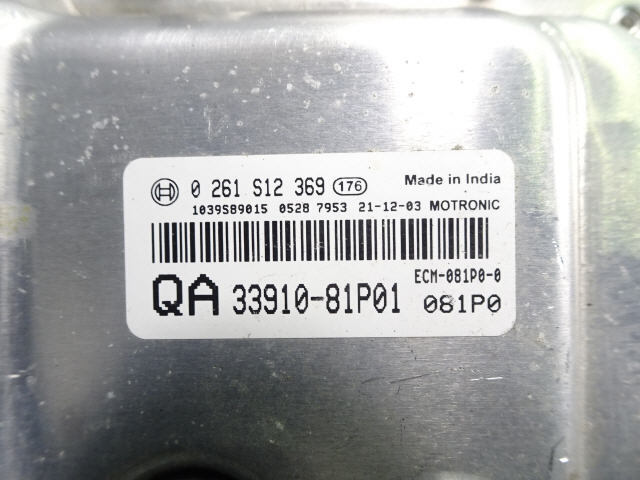 0 261 S12 369 176 Made in India
1039S89015 0528 7953 21-12-03 MOTRONIC
ECM-081P0-0
QA 33910-81P01 081P0